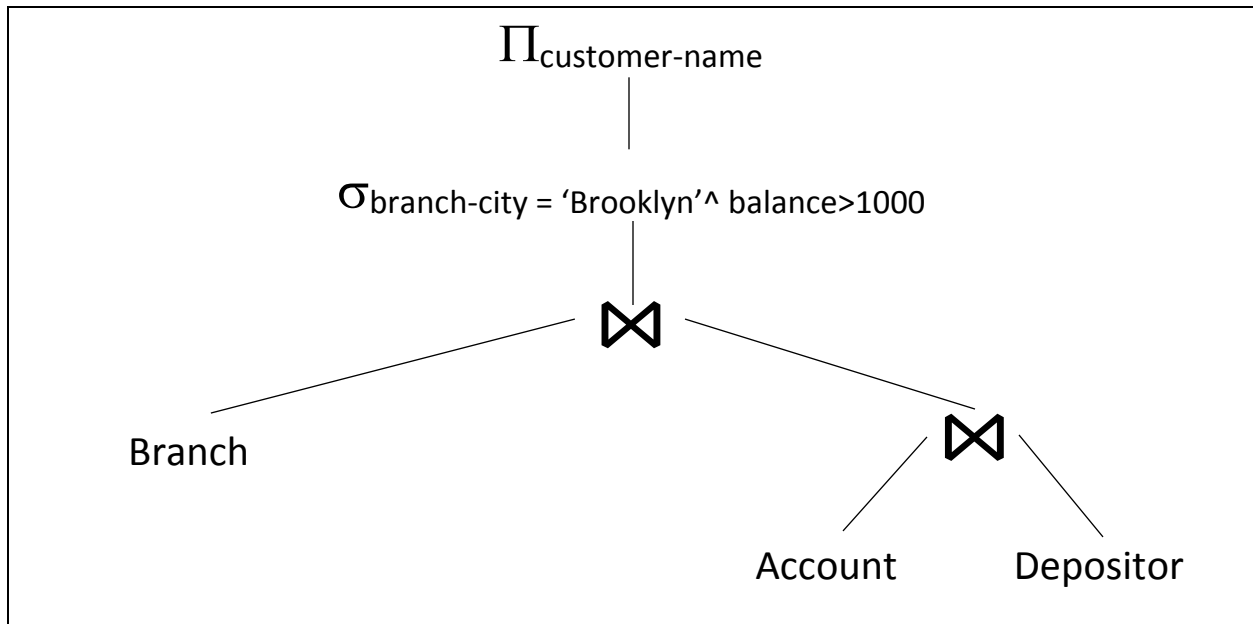 Πcustomer-name
σbranch-city = ‘Brooklyn’^ balance>1000
⋈
Branch
⋈
Account Depositor